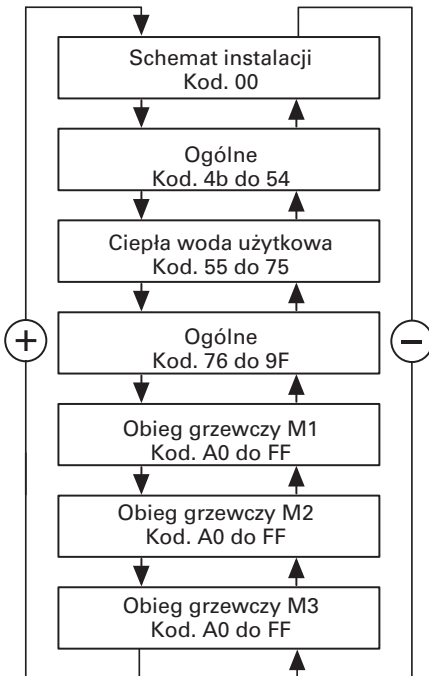 Schemat instalacji
Kod. 00
Ogólne
Kod. 4b do 54
Ciepła woda użytkowa
Kod. 55 do 75
Ogólne
Kod. 76 do 9F
+
−
Obieg grzewczy M1
Kod. A0 do FF
Obieg grzewczy M2
Kod. A0 do FF
Obieg grzewczy M3
Kod. A0 do FF